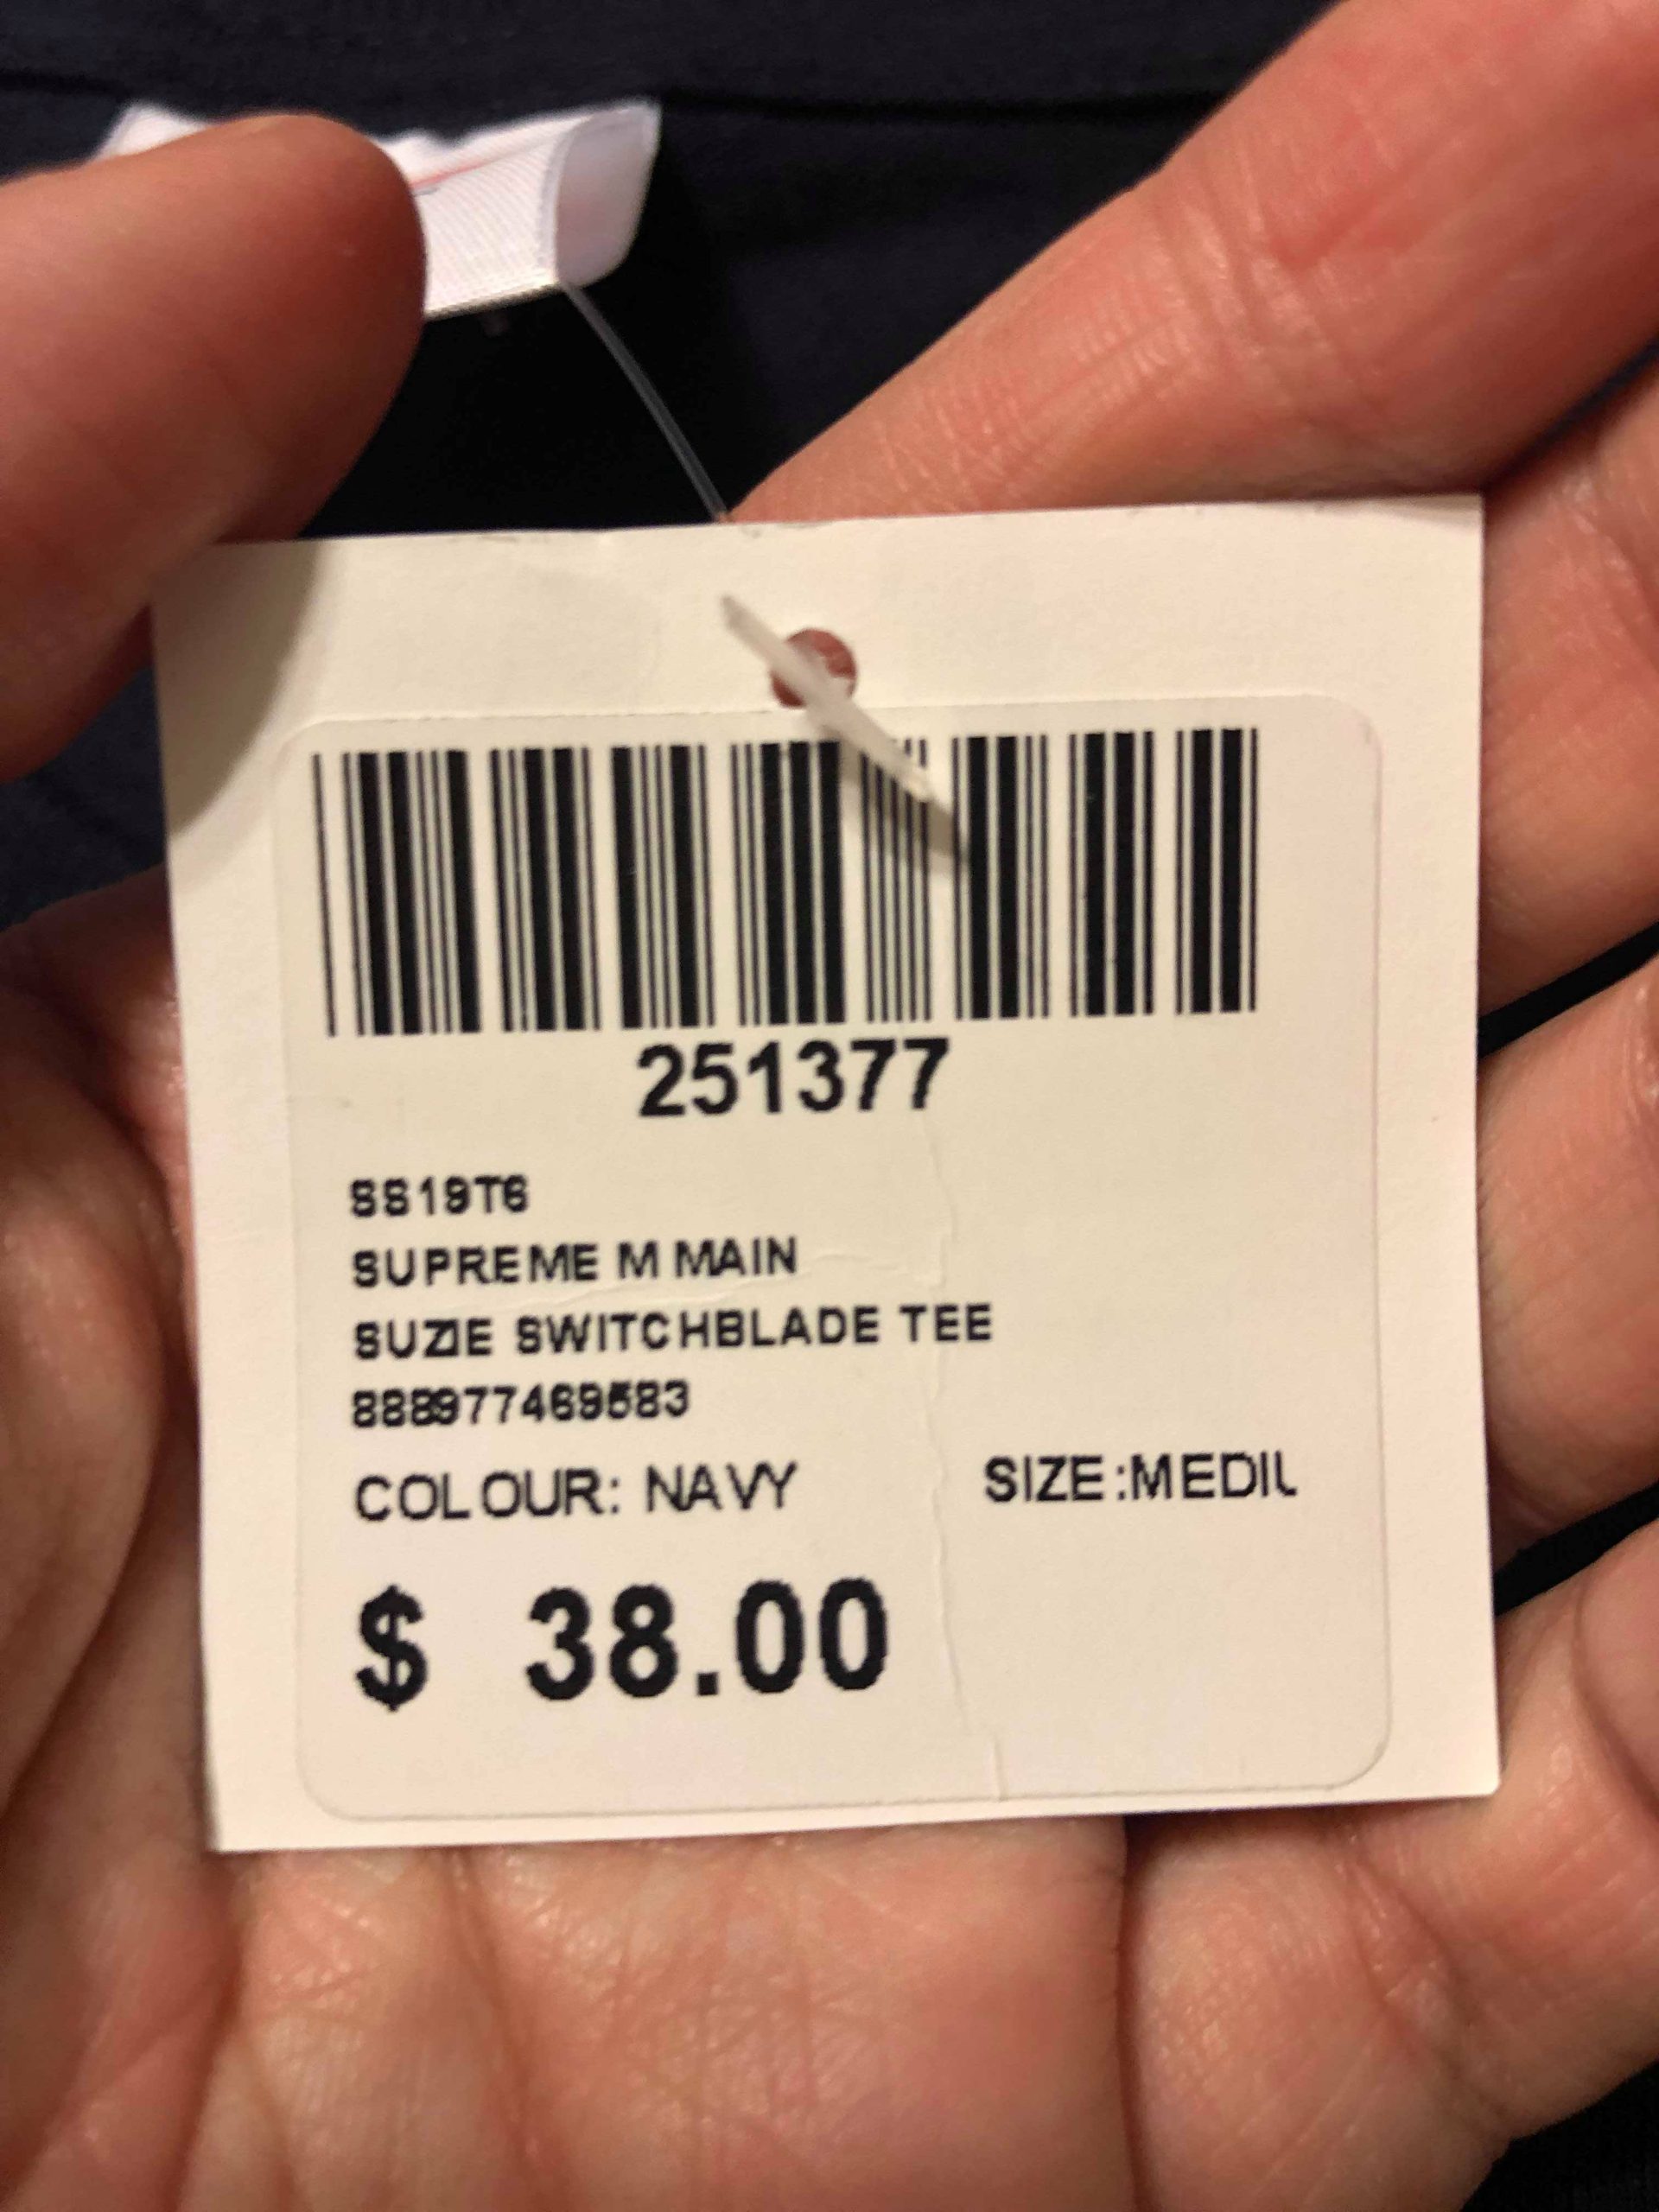 251377
SS19T6
SUPREME M MAIN
SUZIE SWITCHBLADE TEE
888977469583
COLOUR: NAVY SIZE:MEDIU
$ 38.00